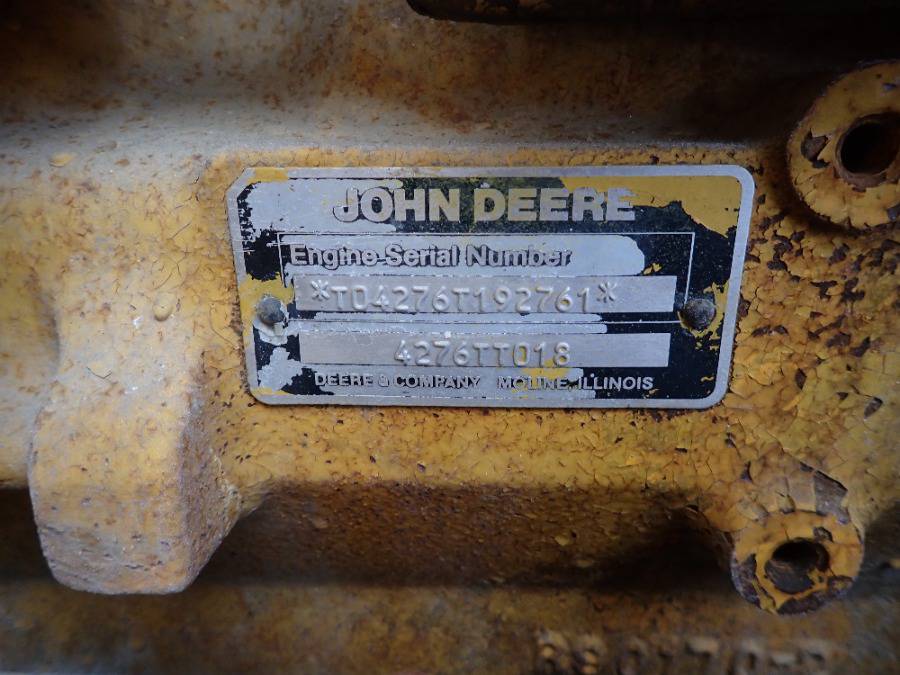 JOHN DEERE
Engine Serial Number
*T04276T192761*
4276TT018
DEERE & COMPANY MOLINE, ILLINOIS